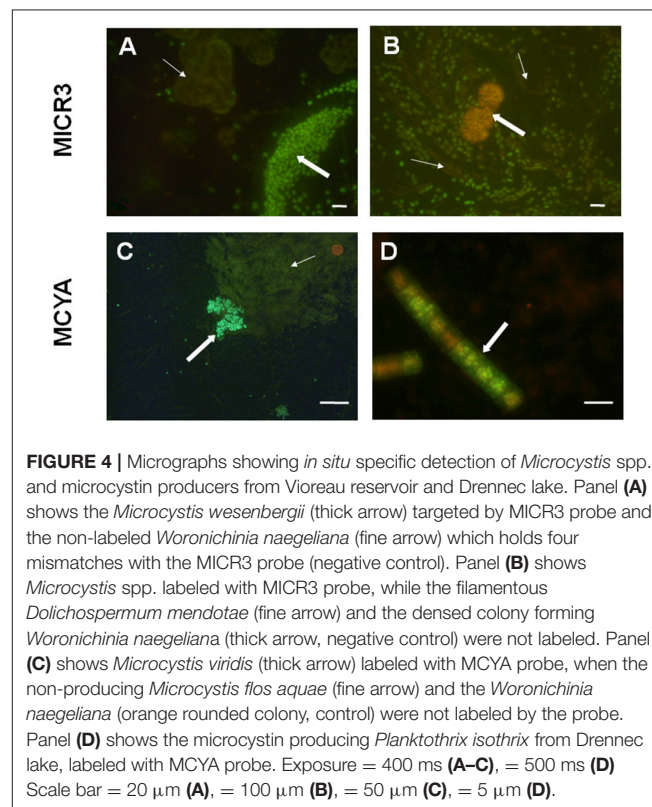 A
B
MICR3
C
D
MCYA
FIGURE 4 | Micrographs showing in situ specific detection of Microcystis spp.
and microcystin producers from Vioreau reservoir and Drennec lake. Panel (A)
shows the Microcystis wesenbergii (thick arrow) targeted by MICR3 probe and
the non-labeled Woronichinia naegeliana (fine arrow) which holds four
mismatches with the MICR3 probe (negative control). Panel (B) shows
Microcystis spp. labeled with MICR3 probe, while the filamentous
Dolichospermum mendotae (fine arrow) and the densed colony forming
Woronichinia naegeliana (thick arrow, negative control) were not labeled. Panel
(C) shows Microcystis viridis (thick arrow) labeled with MCYA probe, when the
non-producing Microcystis flos aquae (fine arrow) and the Woronichinia
naegeliana (orange rounded colony, control) were not labeled by the probe.
Panel (D) shows the microcystin producing Planktothrix isothrix from Drennec
lake, labeled with MCYA probe. Exposure = 400 ms (A–C), = 500 ms (D)
Scale bar = 20 μm (A), = 100 μm (B), = 50 μm (C), = 5 μm (D).